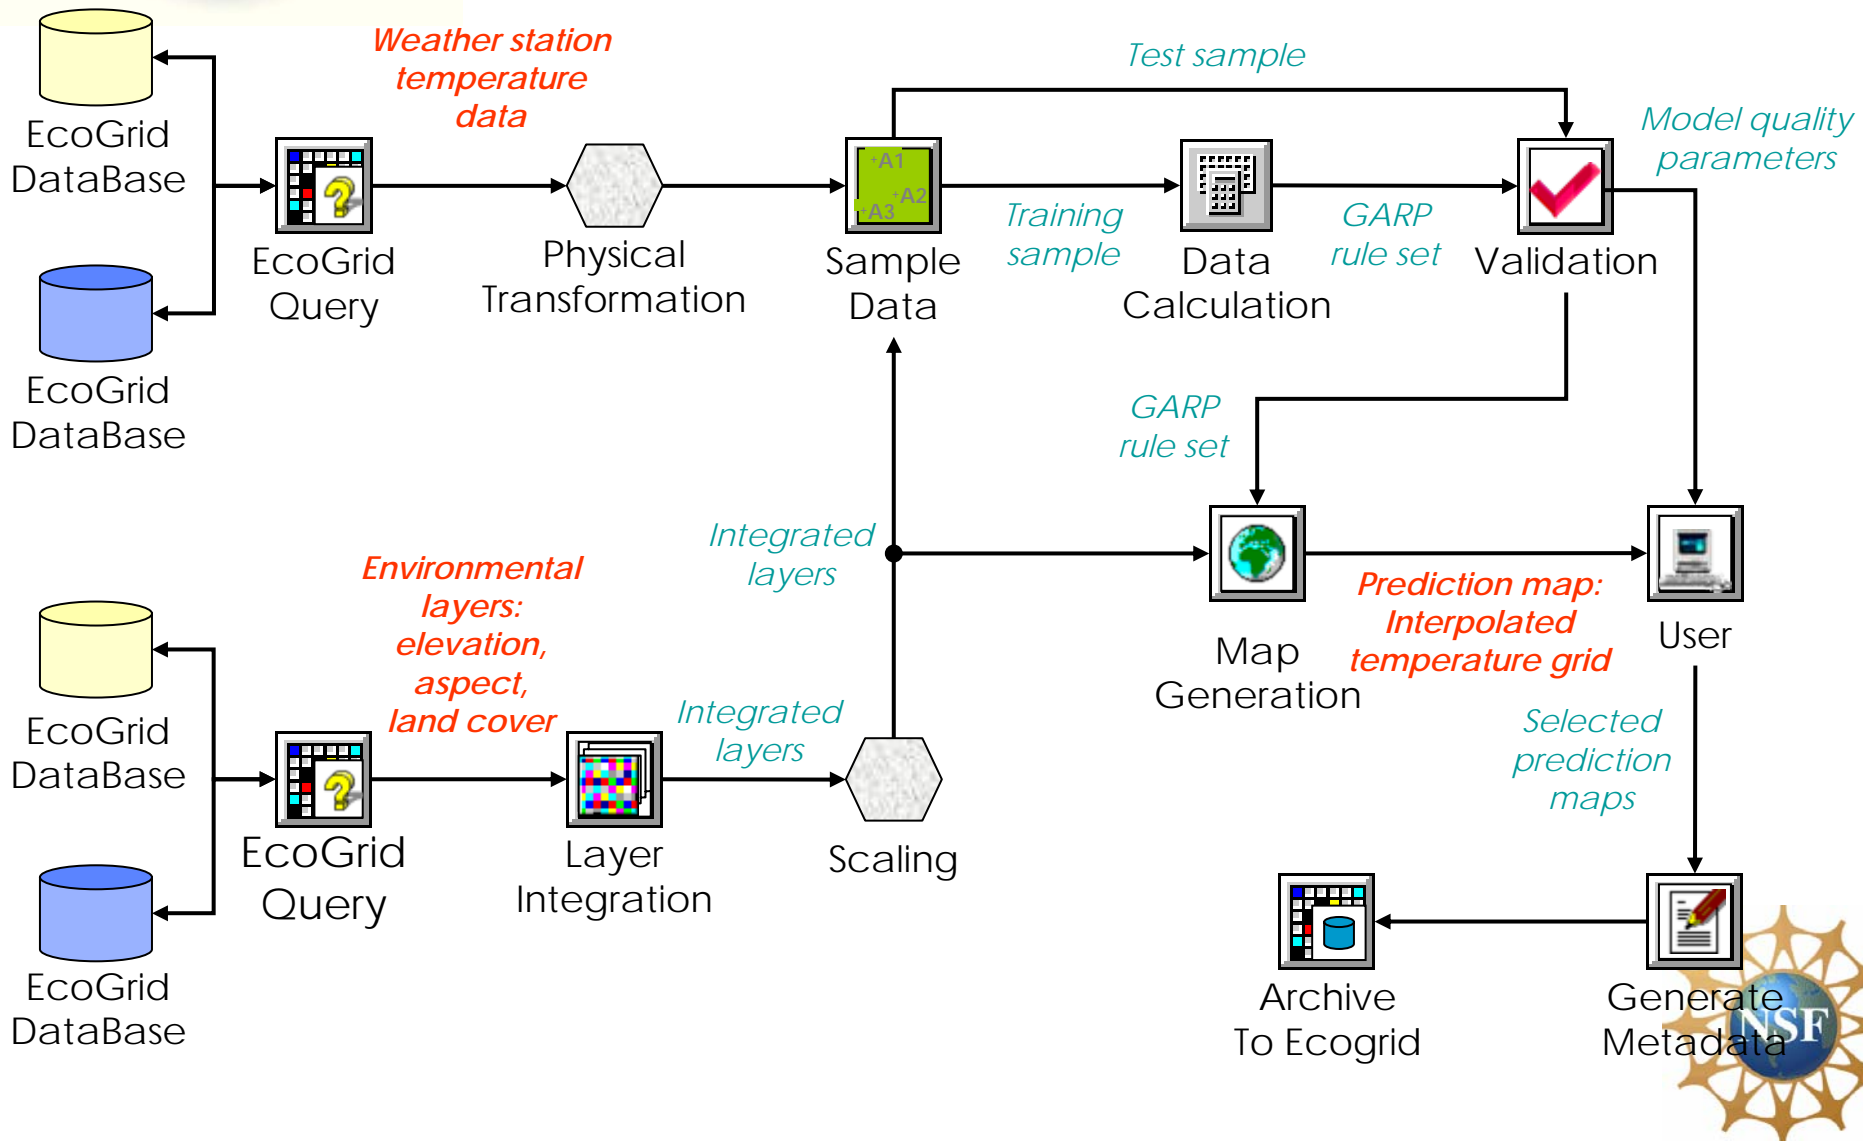 Weather station
temperature
data
Test sample
Model quality
parameters
EcoGrid
DataBase
+A1
+A2
+A3
EcoGrid
Query
Physical
Transformation
Sample
Data
Training
sample
Data
Calculation
GARP
rule set
Validation
EcoGrid
DataBase
GARP
rule set
Integrated
layers
Environmental
layers:
elevation,
aspect,
land cover
Prediction map:
Interpolated
temperature grid
User
Map
Generation
EcoGrid
DataBase
Integrated
layers
Selected
prediction
maps
EcoGrid
Query
Layer
Integration
Scaling
EcoGrid
DataBase
Archive
To Ecogrid
Generate
Metadata
NSF